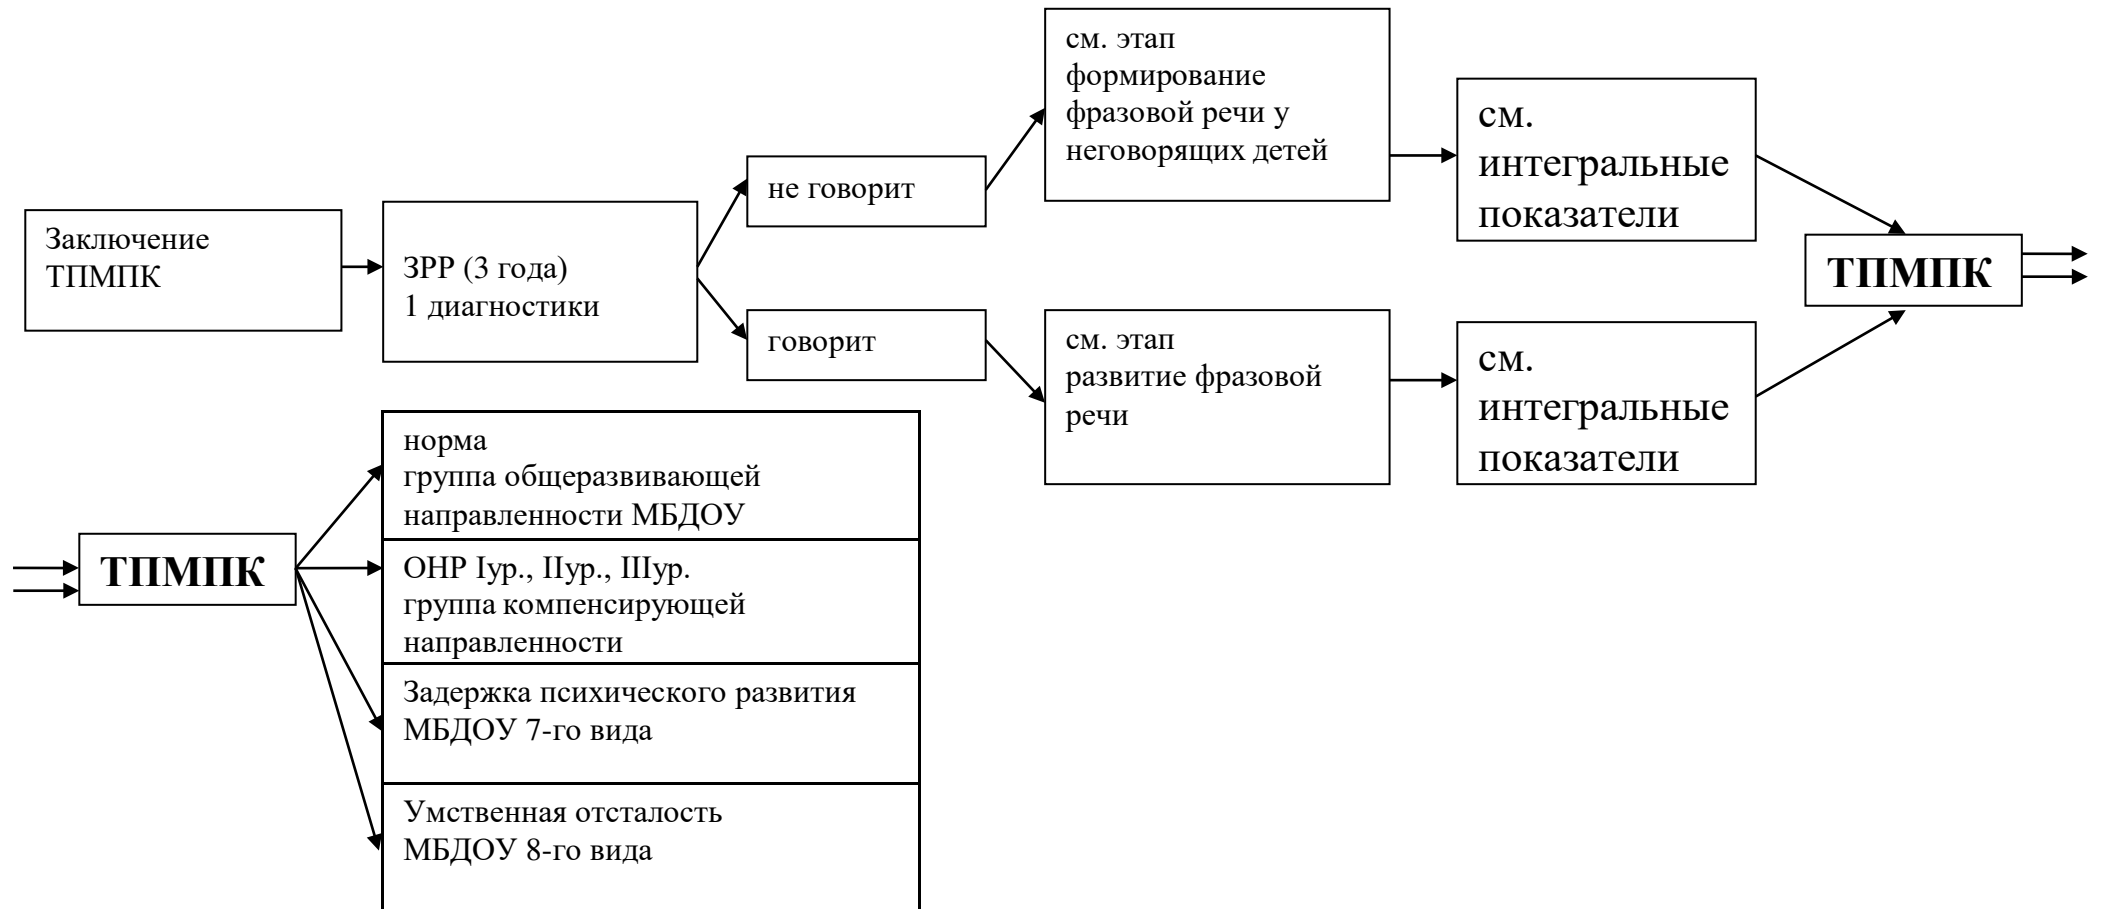 Заключение
ТПМПК
ЗРР (3 года)
1 диагностики
не говорит
говорит
см. этап
формирование
фразовой речи у
неговорящих детей
см. этап
развитие фразовой
речи
см.
интегральные
показатели
см.
интегральные
показатели
ТПМПК
ТПМПК
норма
группа общеразвивающей
направленности МБДОУ
ОНР Iур., IIур., IIIур.
группа компенсирующей
направленности
Задержка психического развития
МБДОУ 7-го вида
Умственная отсталость
МБДОУ 8-го вида